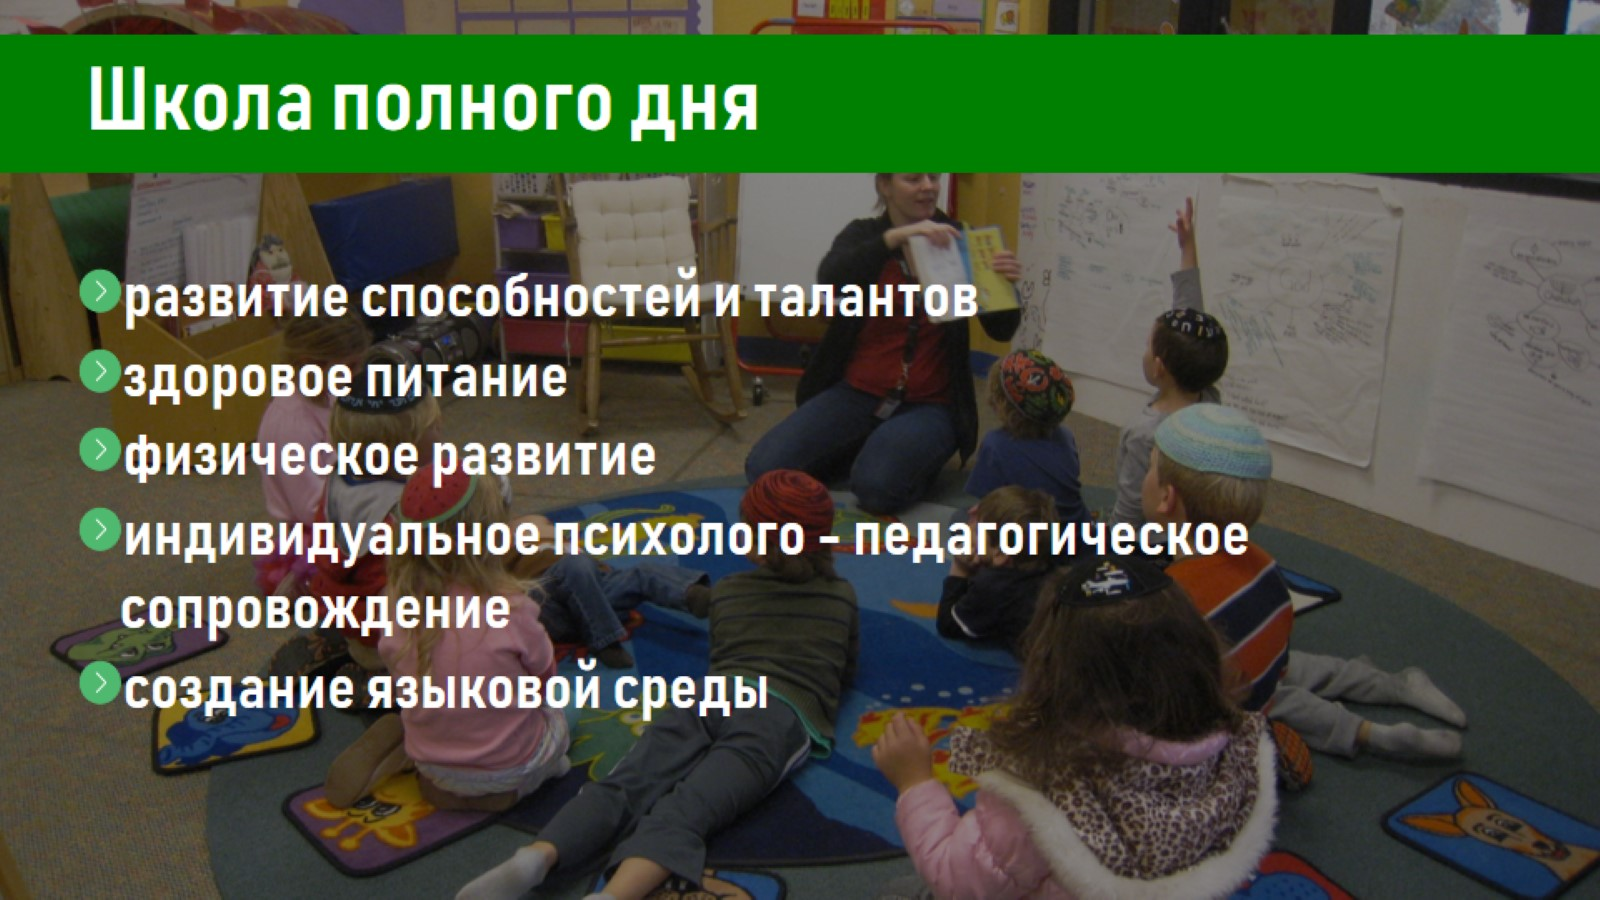 Школа полного дня
развитие способностей и талантов
здоровое питание
физическое развитие
индивидуальное психолого – педагогическое
сопровождение
создание языковой среды